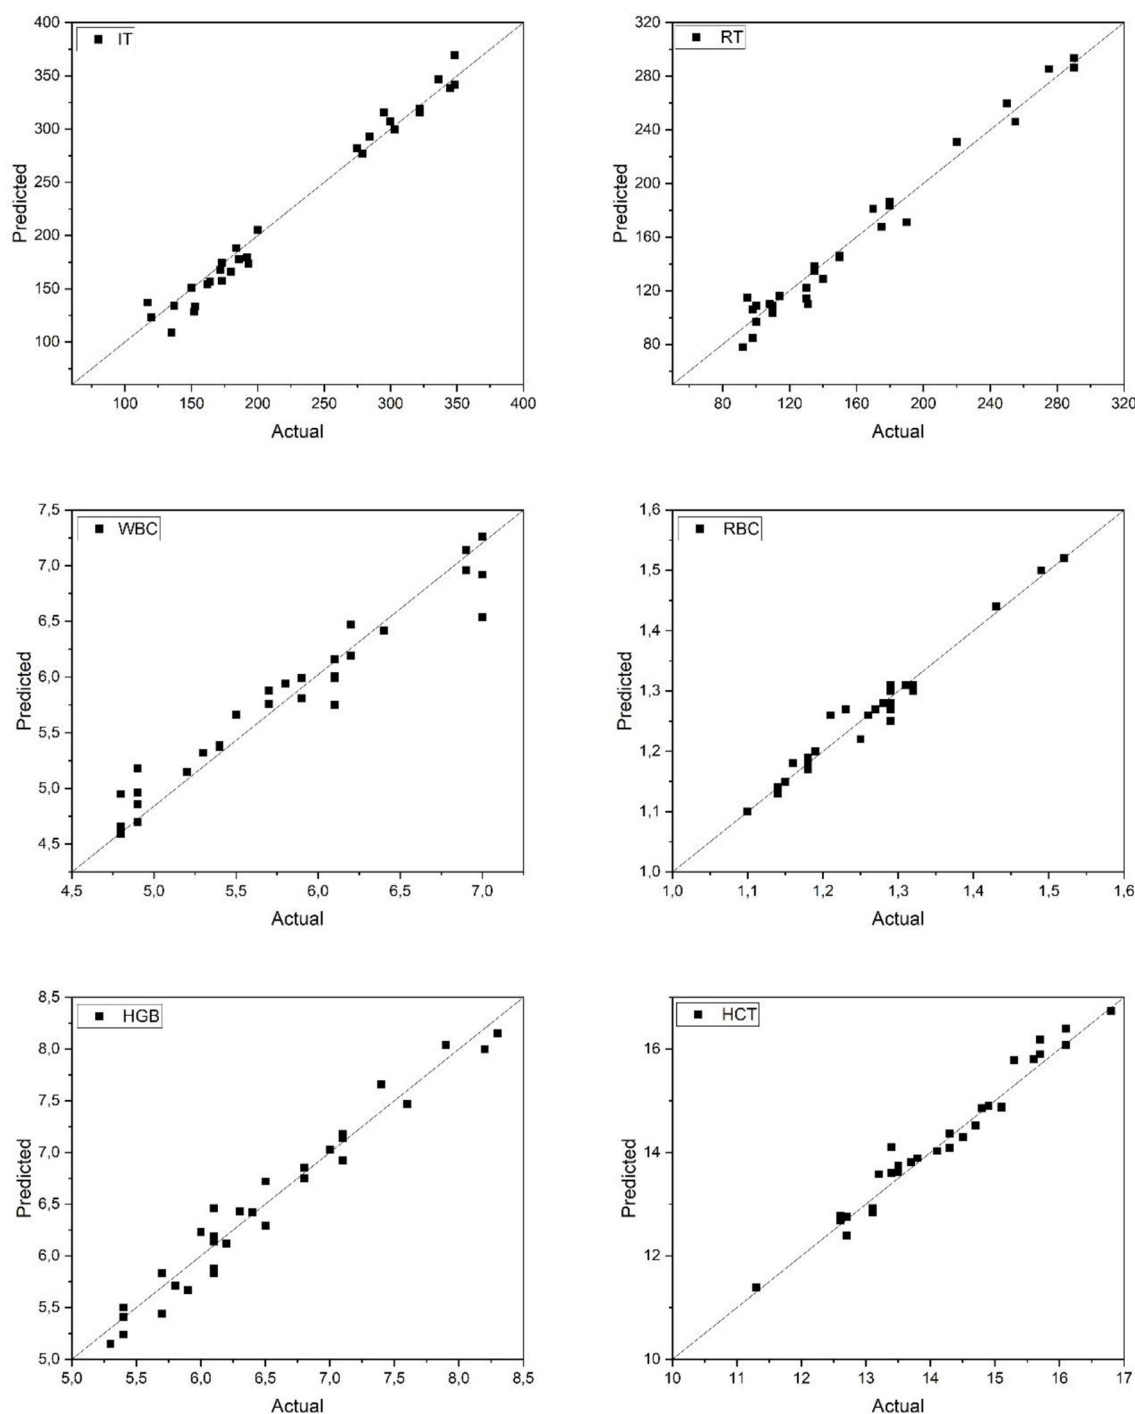 IT
400
350
300
250
200
150
100
Predicted
100 150 200 250 300 350 400
Actual
RT
320
280
240
200
160
120
80
Predicted
80 120 160 200 240 280 320
Actual
WBC
7,5
7,0
6,5
6,0
5,5
5,0
4,5
Predicted
4,5 5,0 5,5 6,0 6,5 7,0
Actual
RBC
1,6
1,5
1,4
1,3
1,2
1,1
1,0
Predicted
1,0 1,1 1,2 1,3 1,4 1,5 1,6
Actual
HGB
8,5
8,0
7,5
7,0
6,5
6,0
5,5
5,0
Predicted
5,0 5,5 6,0 6,5 7,0 7,5 8,0 8,5
Actual
HCT
16
14
12
10
Predicted
10 11 12 13 14 15 16 17
Actual